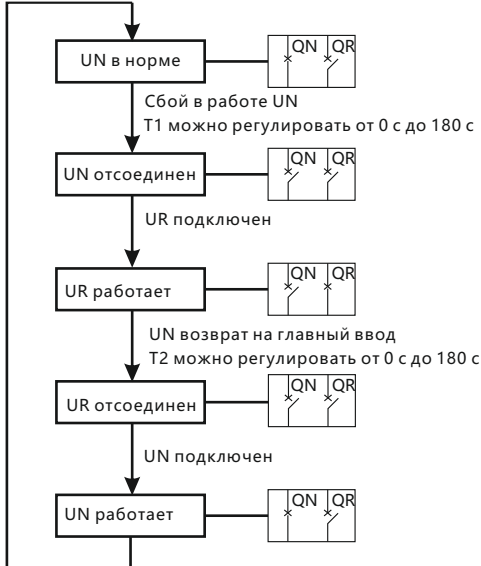 UN в норме
QN QR
Сбой в работе UN
T1 можно регулировать от 0 с до 180 с
UN отсоединен
QN QR
UR подключен
UR работает
QN QR
UN возврат на главный ввод
T2 можно регулировать от 0 с до 180 с
UR отсоединен
QN QR
UN подключен
UN работает
QN QR